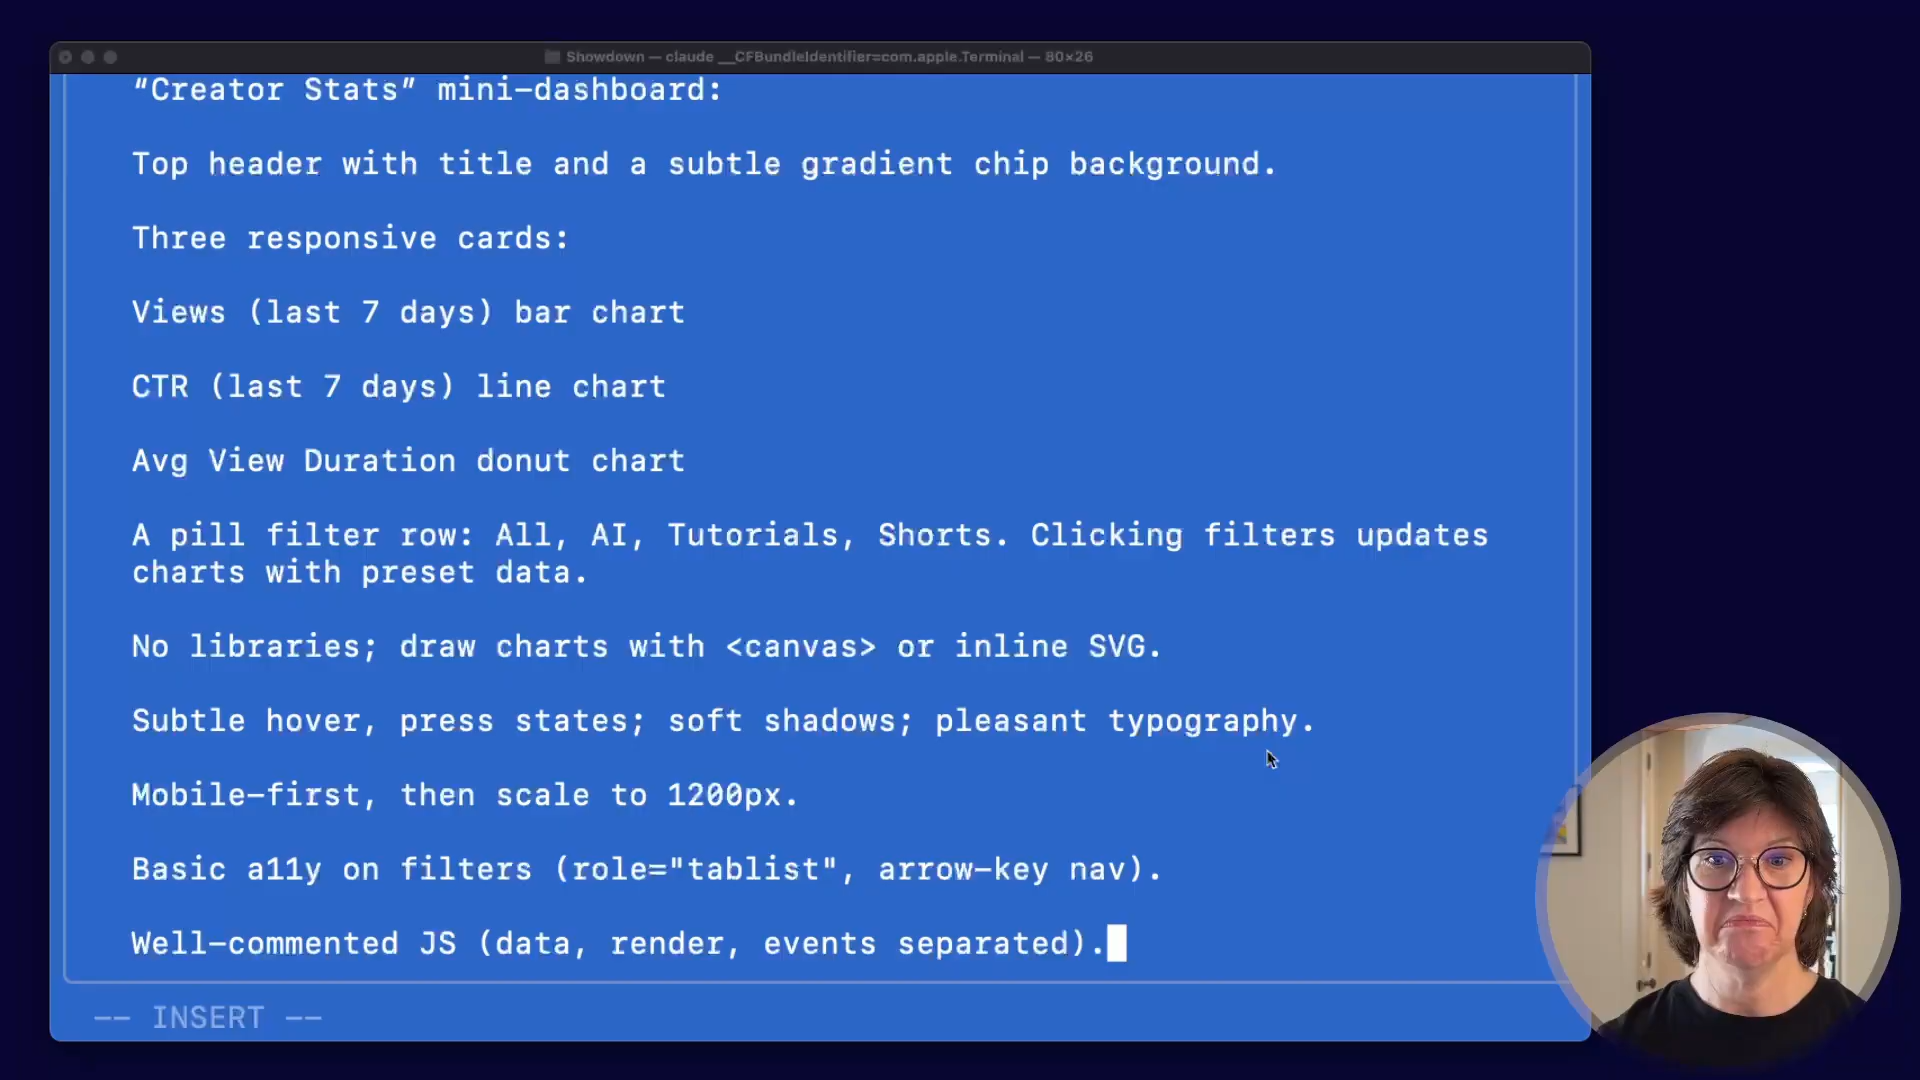 Showdown — claude __CFBundleIdentifier=com.apple.Terminal — 80×26
“Creator Stats” mini-dashboard:
Top header with title and a subtle gradient chip background.
Three responsive cards:
Views (last 7 days) bar chart
CTR (last 7 days) line chart
Avg View Duration donut chart
A pill filter row: All, AI, Tutorials, Shorts. Clicking filters updates
charts with preset data.
No libraries; draw charts with <canvas> or inline SVG.
Subtle hover, press states; soft shadows; pleasant typography.
Mobile-first, then scale to 1200px.
Basic a11y on filters (role="tablist", arrow-key nav).
Well-commented JS (data, render, events separated).
-- INSERT --